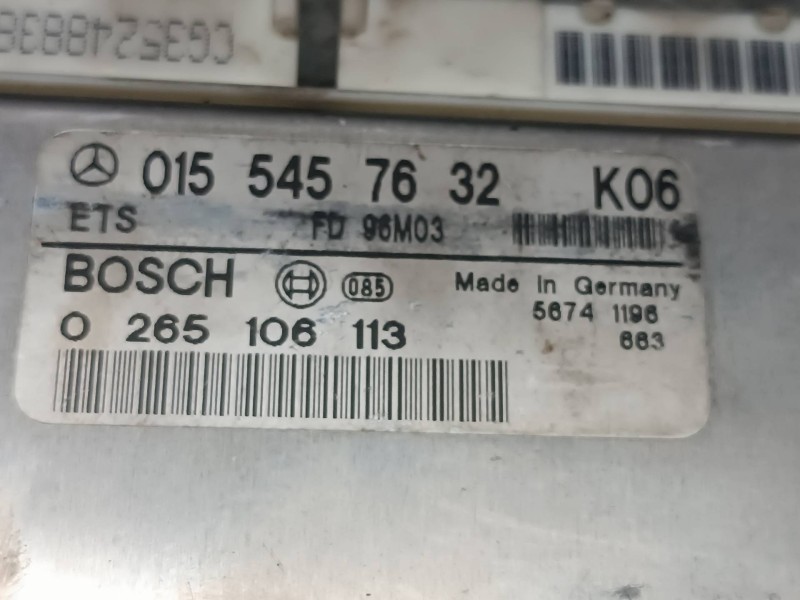 CG35248838
015 545 76 32 K06
ETS FD 96M03
BOSCH 085 Made in Germany
5674 1196
0 265 106 113 663